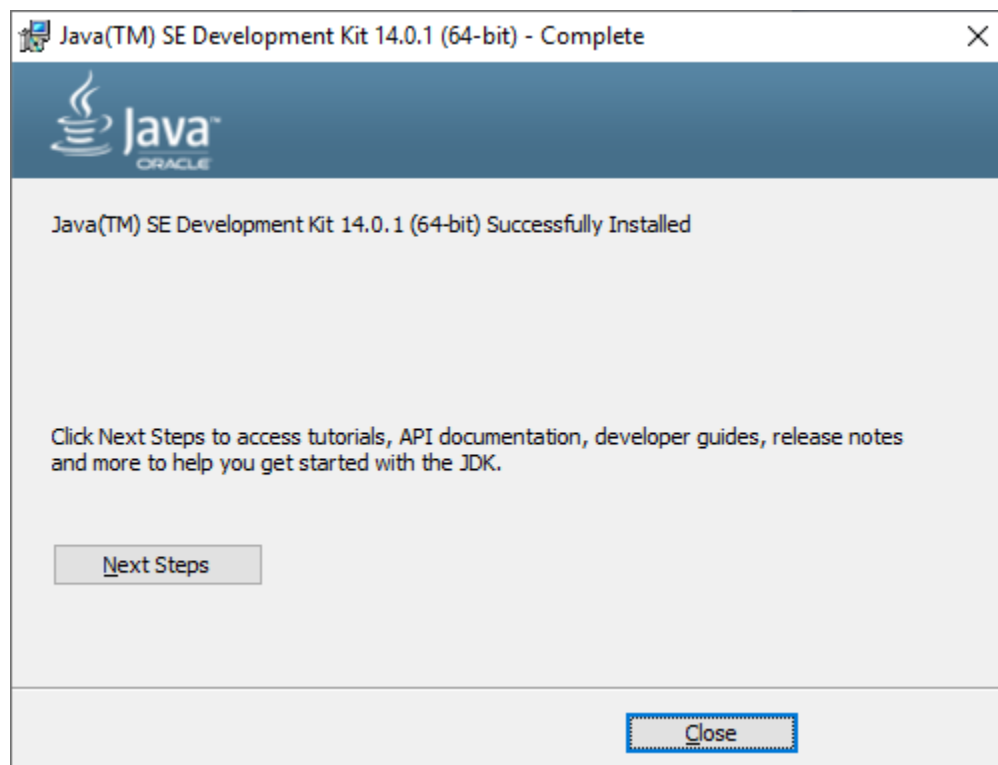 Java(TM) SE Development Kit 14.0.1 (64-bit) - Complete
Java™
ORACLE
Java(TM) SE Development Kit 14.0.1 (64-bit) Successfully Installed
Click Next Steps to access tutorials, API documentation, developer guides, release notes
and more to help you get started with the JDK.
Next Steps
Close